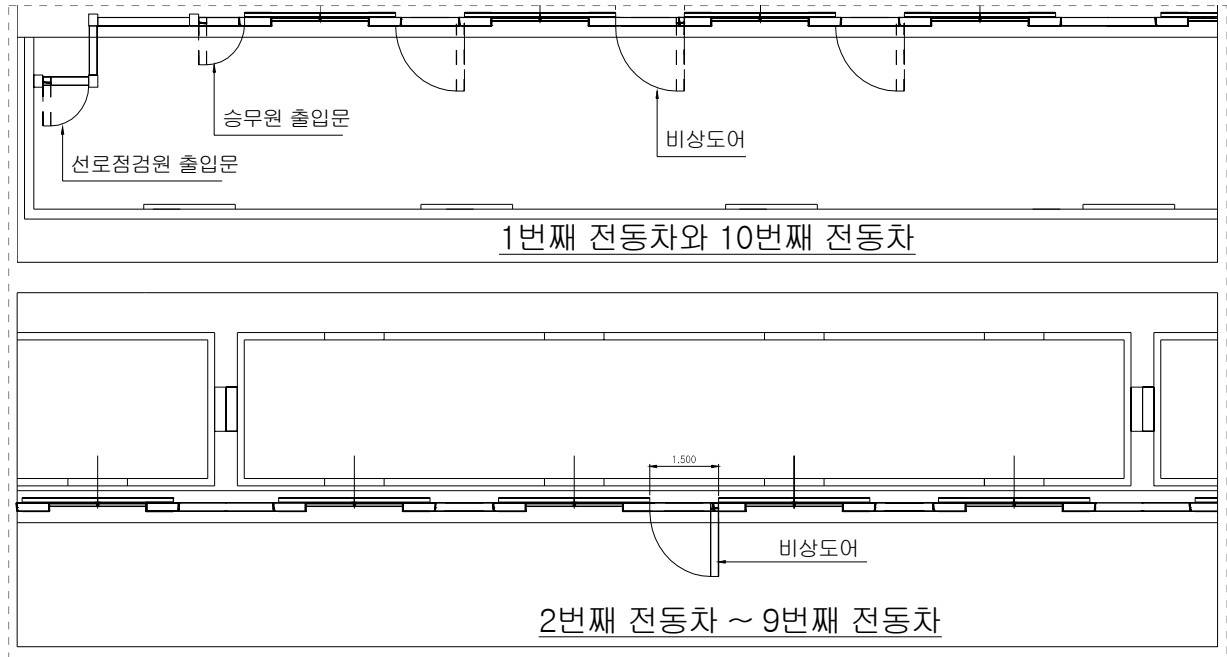 승무원 출입문
비상도어
선로점검원 출입문
1번째 전동차와 10번째 전동차
1.500
비상도어
2번째 전동차 ~ 9번째 전동차